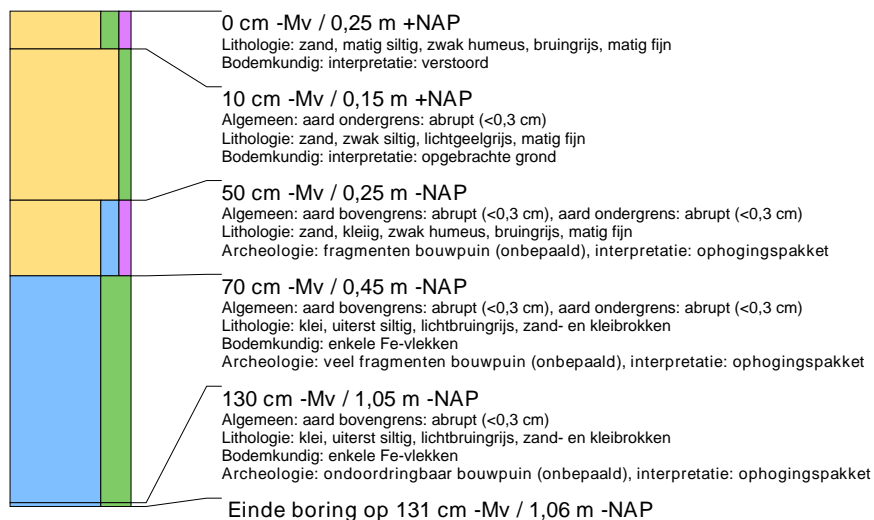 0 cm -Mv / 0,25 m +NAP
Lithologie: zand, matig siltig, zwak humeus, bruingrijs, matig fijn
Bodemkundig: interpretatie: verstoord
10 cm -Mv / 0,15 m +NAP
Algemeen: aard ondergrens: abrupt (<0,3 cm)
Lithologie: zand, zwak siltig, lichtgeelgrijs, matig fijn
Bodemkundig: interpretatie: opgebrachte grond
50 cm -Mv / 0,25 m -NAP
Algemeen: aard bovengrens: abrupt (<0,3 cm), aard ondergrens: abrupt (<0,3 cm)
Lithologie: zand, kleiig, zwak humeus, bruingrijs, matig fijn
Archeologie: fragmenten bouwpuin (onbepaald), interpretatie: ophogingspakket
70 cm -Mv / 0,45 m -NAP
Algemeen: aard bovengrens: abrupt (<0,3 cm), aard ondergrens: abrupt (<0,3 cm)
Lithologie: klei, uiterst siltig, lichtbruingrijs, zand- en kleibrokken
Bodemkundig: enkele Fe-vlekken
Archeologie: veel fragmenten bouwpuin (onbepaald), interpretatie: ophogingspakket
130 cm -Mv / 1,05 m -NAP
Algemeen: aard bovengrens: abrupt (<0,3 cm)
Lithologie: klei, uiterst siltig, lichtbruingrijs, zand- en kleibrokken
Bodemkundig: enkele Fe-vlekken
Archeologie: ondoordringbaar bouwpuin (onbepaald), interpretatie: ophogingspakket
Einde boring op 131 cm -Mv / 1,06 m -NAP